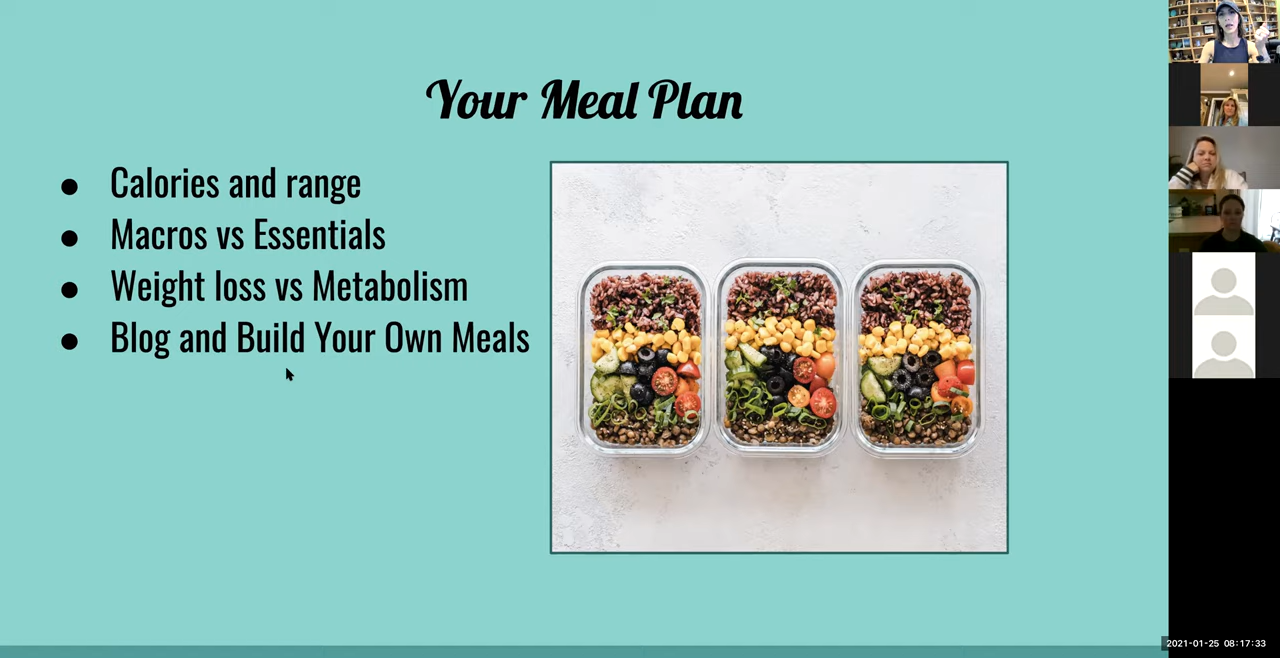 Your Meal Plan
● Calories and range
● Macros vs Essentials
● Weight loss vs Metabolism
● Blog and Build Your Own Meals
2021-01-25 08:17:33